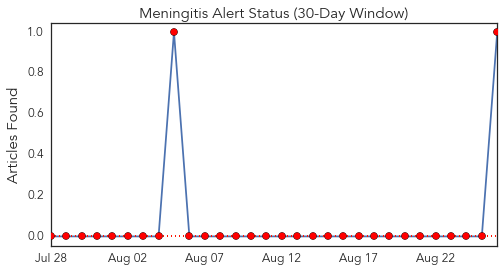 Meningitis Alert Status (30-Day Window)
Articles Found
1.0
0.8
0.6
0.4
0.2
0.0
Jul 28 Aug 02 Aug 07 Aug 12 Aug 17 Aug 22